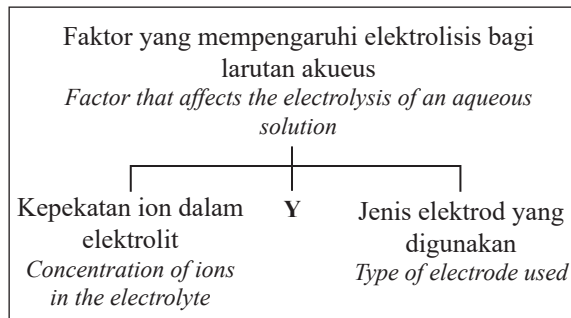 Faktor yang mempengaruhi elektrolisis bagi
larutan akueus
Factor that affects the electrolysis of an aqueous
solution
Kepekatan ion dalam
elektrolit
Concentration of ions
in the electrolyte
Y
Jenis elektrod yang
digunakan
Type of electrode used